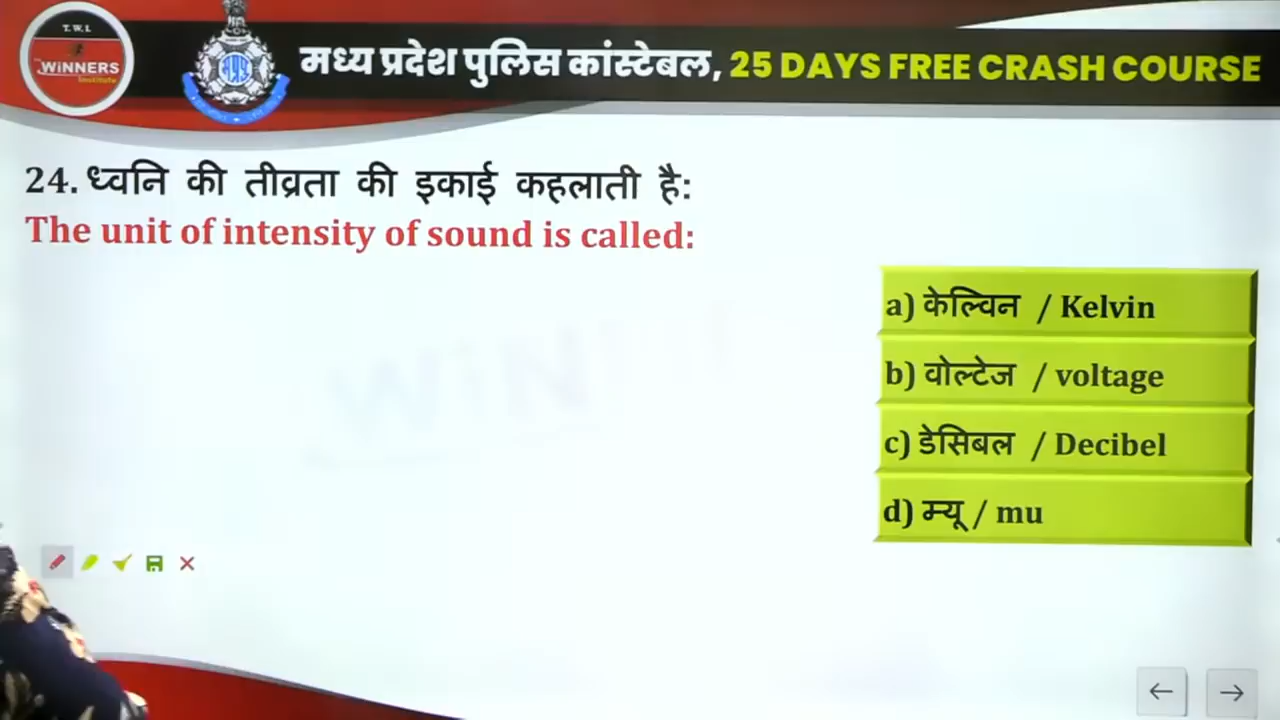 T.W.I.
WiNNERS
Institute
मध्य प्रदेश पुलिस कांस्टेबल, 25 DAYS FREE CRASH COURSE
24. ध्वनि की तीव्रता की इकाई कहलाती है:
The unit of intensity of sound is called:
a) केल्विन / Kelvin
b) वोल्टेज / voltage
c) डेसिबल / Decibel
d) म्यू / mu